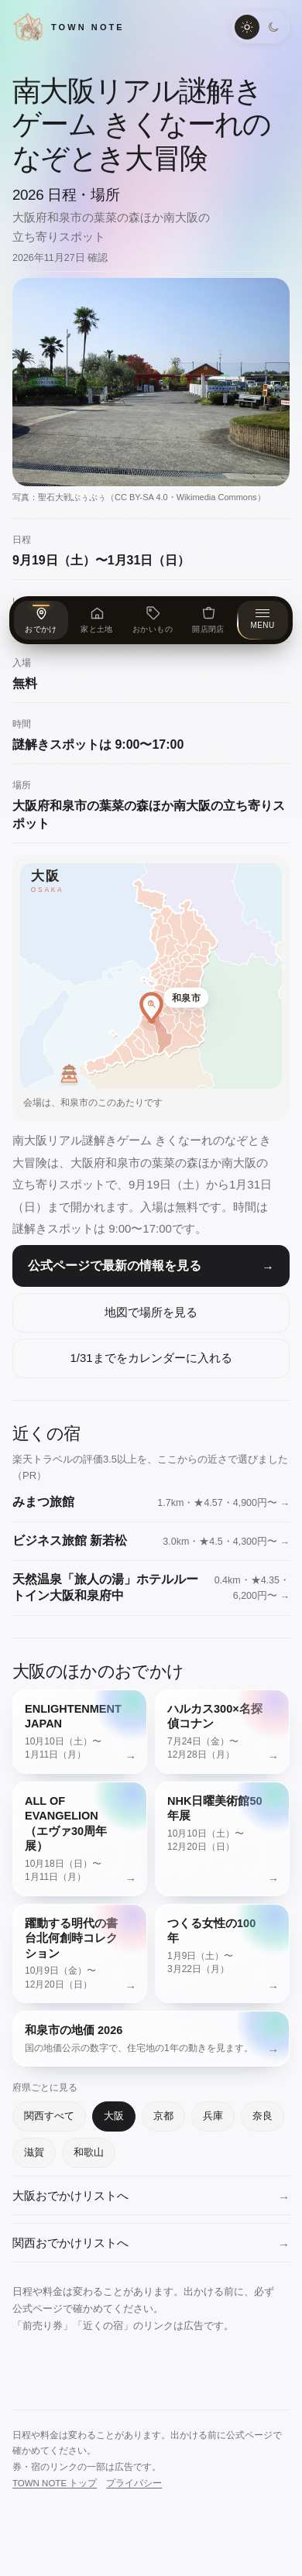 TOWN NOTE
南大阪リアル謎解き
ゲーム きくなーれの
なぞとき大冒険
2026 日程・場所
大阪府和泉市の葉菜の森ほか南大阪の
立ち寄りスポット
2026年11月27日 確認
写真：聖石大戦ぶぅぶぅ（CC BY-SA 4.0・Wikimedia Commons）
日程
9月19日（土）〜1月31日（日）
おでかけ
家と土地
おかいもの
開店閉店
MENU
入場
無料
時間
謎解きスポットは 9:00〜17:00
場所
大阪府和泉市の葉菜の森ほか南大阪の立ち寄りス
ポット
大阪
OSAKA
和泉市
会場は、和泉市のこのあたりです
南大阪リアル謎解きゲーム きくなーれのなぞとき
大冒険は、大阪府和泉市の葉菜の森ほか南大阪の
立ち寄りスポットで、9月19日（土）から1月31日
（日）まで開かれます。入場は無料です。時間は
謎解きスポットは 9:00〜17:00です。
公式ページで最新の情報を見る →
地図で場所を見る
1/31までをカレンダーに入れる
近くの宿
楽天トラベルの評価3.5以上を、ここからの近さで選びました
（PR）
みまつ旅館 1.7km・★4.57・4,900円〜 →
ビジネス旅館 新若松 3.0km・★4.5・4,300円〜 →
天然温泉「旅人の湯」ホテルルー 0.4km・★4.35・
トイン大阪和泉府中 6,200円〜 →
大阪のほかのおでかけ
ENLIGHTENMENT
JAPAN
10月10日（土）〜
1月11日（月） →
ハルカス300×名探
偵コナン
7月24日（金）〜
12月28日（月） →
ALL OF
EVANGELION
（エヴァ30周年
展）
10月18日（日）〜
1月11日（月） →
NHK日曜美術館50
年展
10月10日（土）〜
12月20日（日）
→
躍動する明代の書
台北何創時コレク
ション
10月9日（金）〜
12月20日（日） →
つくる女性の100
年
1月9日（土）〜
3月22日（月）
→
和泉市の地価 2026
国の地価公示の数字で、住宅地の1年の動きを見ます。 →
府県ごとに見る
関西すべて 大阪 京都 兵庫 奈良
滋賀 和歌山
大阪おでかけリストへ →
関西おでかけリストへ →
日程や料金は変わることがあります。出かける前に、必ず
公式ページで確かめてください。
「前売り券」「近くの宿」のリンクは広告です。
日程や料金は変わることがあります。出かける前に公式ページで
確かめてください。
券・宿のリンクの一部は広告です。
TOWN NOTE トップ プライバシー